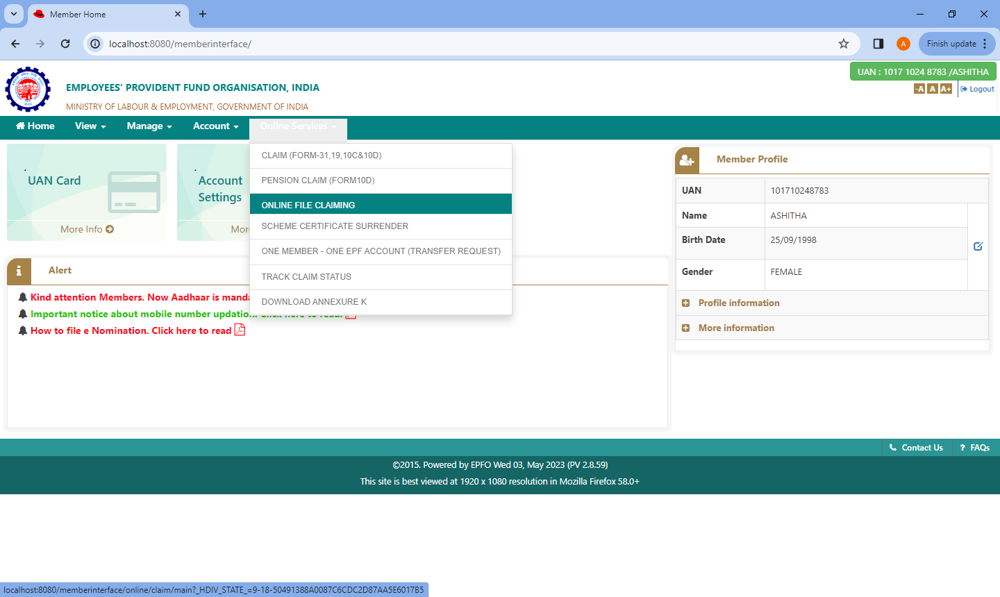 Member Home
localhost:8080/memberinterface/
A
Finish update
UAN : 1017 1024 8783 /ASHITHA
EMPLOYEES' PROVIDENT FUND ORGANISATION, INDIA
-A A A+ Logout
MINISTRY OF LABOUR & EMPLOYMENT, GOVERNMENT OF INDIA
Home View Manage Account Online Services
.
UAN Card
More Info
.
Account
Settings
Mor
CLAIM (FORM-31,19,10C&10D)
PENSION CLAIM (FORM10D)
ONLINE FILE CLAIMING
SCHEME CERTIFICATE SURRENDER
ONE MEMBER - ONE EPF ACCOUNT (TRANSFER REQUEST)
TRACK CLAIM STATUS
DOWNLOAD ANNEXURE K
Member Profile
UAN 101710248783
Name ASHITHA
Birth Date 25/09/1998
Gender FEMALE
Profile information
More information
Alert
Kind attention Members. Now Aadhaar is manda
Important notice about mobile number updation. Click here to read.
How to file e Nomination. Click here to read
Contact Us ? FAQs
©2015. Powered by EPFO Wed 03, May 2023 (PV 2.8.59)
This site is best viewed at 1920 x 1080 resolution in Mozilla Firefox 58.0+
localhost:8080/memberinterface/online/claim/main?_HDIV_STATE_=9-18-50491388A0087C6CDC2D87AA5E6017B5